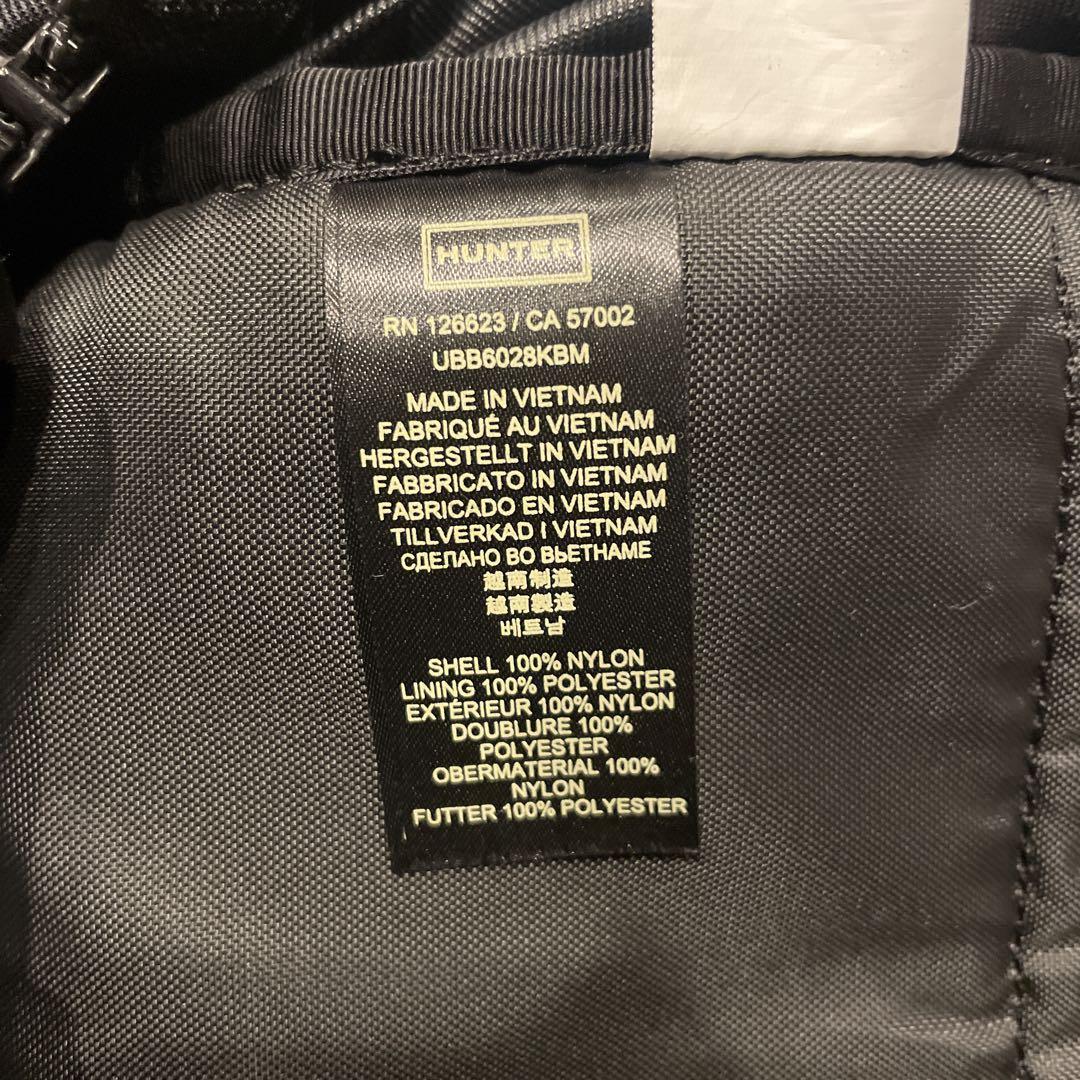 HUNTER
RN 126623 / CA 57002
UBB6028KBM
MADE IN VIETNAM
FABRIQUÉ AU VIETNAM
HERGESTELLT IN VIETNAM
FABBRICATO IN VIETNAM
FABRICADO EN VIETNAM
TILLVERKAD I VIETNAM
СДЕЛАНО ВО ВЬЕТНАМЕ
越南制造
越南製造
베트남
SHELL 100% NYLON
LINING 100% POLYESTER
EXTÉRIEUR 100% NYLON
DOUBLURE 100%
POLYESTER
OBERMATERIAL 100%
NYLON
FUTTER 100% POLYESTER